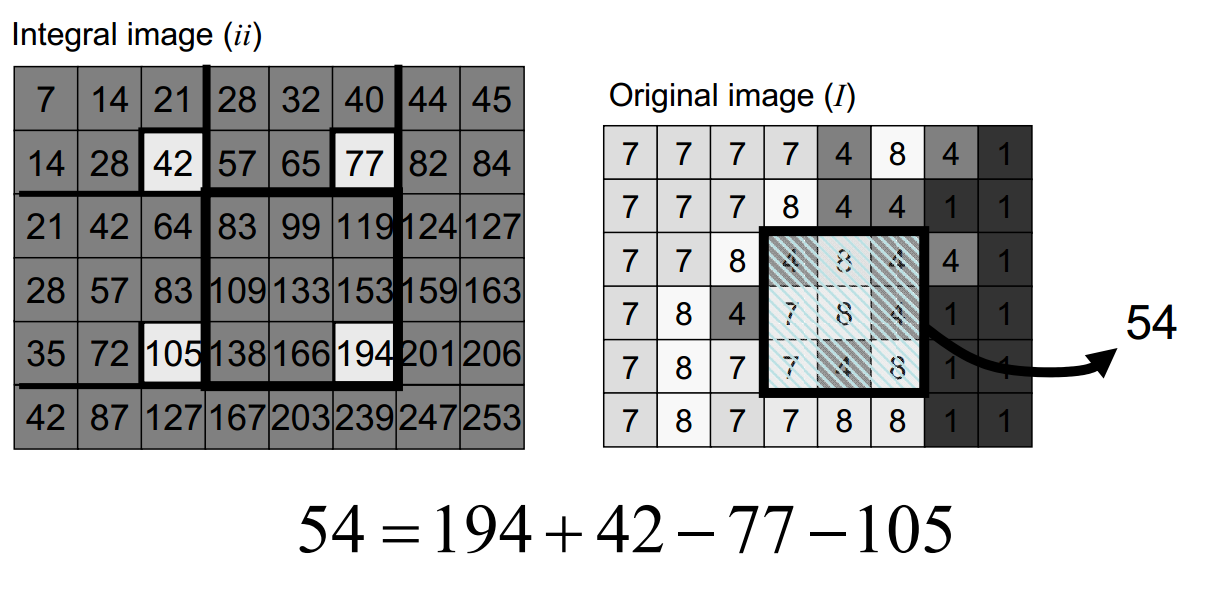 Integral image (ii)
7 14 21 28 32 40 44 45
14 28 42 57 65 77 82 84
21 42 64 83 99 119 124 127
28 57 83 109 133 153 159 163
35 72 105 138 166 194 201 206
42 87 127 167 203 239 247 253
Original image (I)
7 7 7 7 4 8 4 1
7 7 7 8 4 4 1 1
7 7 8 4 8 4 4 1
7 8 4 7 8 4 1 1
7 8 7 7 4 8 1 1
7 8 7 7 8 8 1 1
54
54 = 194 + 42 − 77 − 105